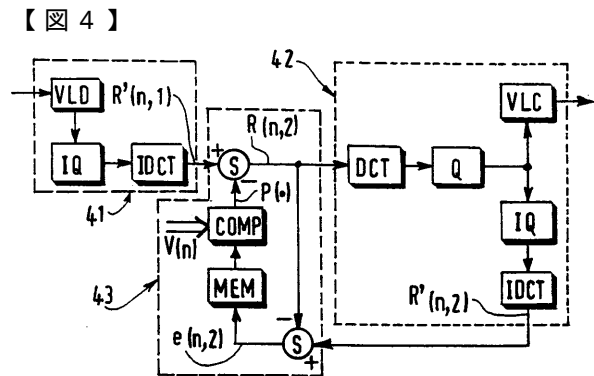 【図４】
42
VLD
R'(n,1)
R(n,2)
VLC
+
S
IQ
IDCT
DCT
Q
−
P(•)
41
COMP
V(n)
IQ
MEM
43
IDCT
−
R'(n,2)
e(n,2)
S
+